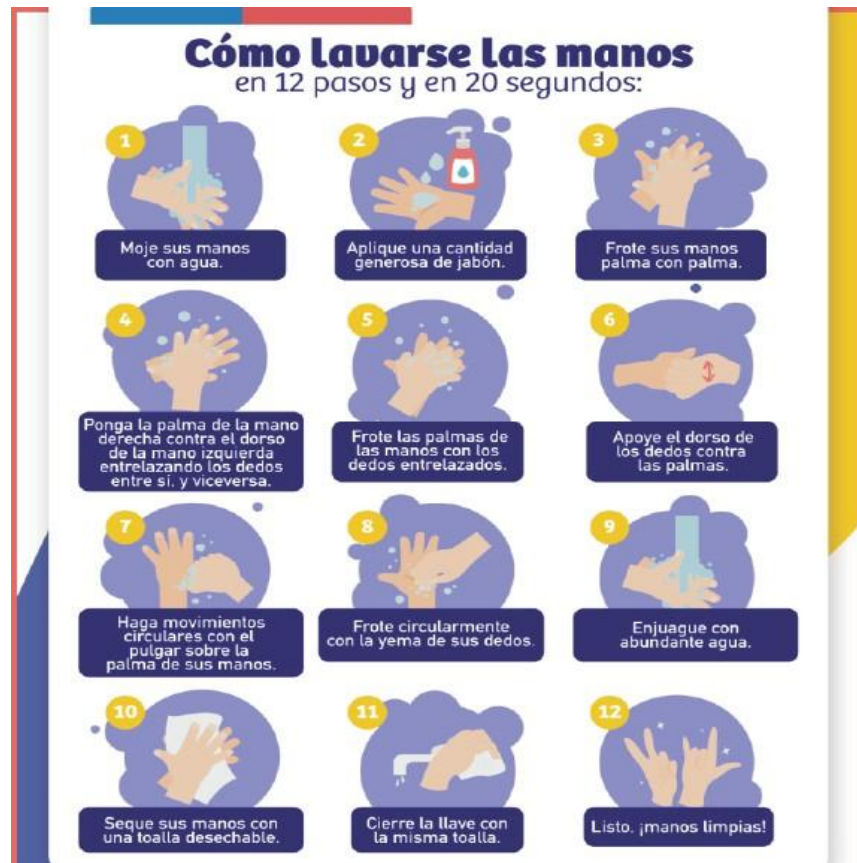 Cómo lavarse las manos
en 12 pasos y en 20 segundos:
1
Moje sus manos
con agua.
2
Aplique una cantidad
generosa de jabón.
3
Frote sus manos
palma con palma.
4
Ponga la palma de la mano
derecha contra el dorso
de la mano izquierda
entrelazando los dedos
entre sí, y viceversa.
5
Frote las palmas de
las manos con los
dedos entrelazados.
6
Apoye el dorso de
los dedos contra
las palmas.
7
Haga movimientos
circulares con el
pulgar sobre la
palma de sus manos.
8
Frote circularmente
con la yema de sus dedos.
9
Enjuague con
abundante agua.
10
Seque sus manos con
una toalla desechable.
11
Cierre la llave con
la misma toalla.
12
Listo, ¡manos limpias!